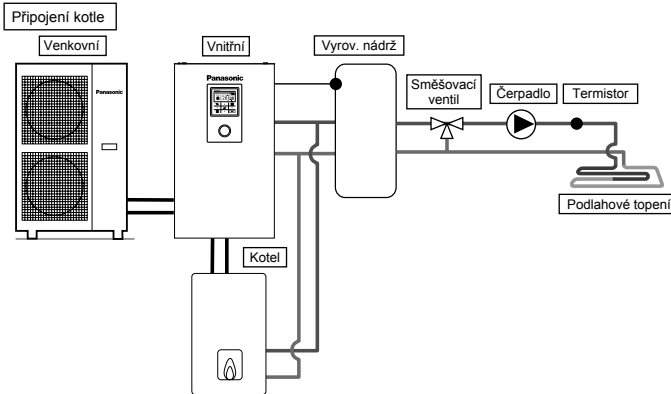 Připojení kotle
Venkovní
Vnitřní
Vyrov. nádrž
Směšovací
ventil
Čerpadlo
Termistor
Panasonic
Panasonic
Podlahové topení
Kotel